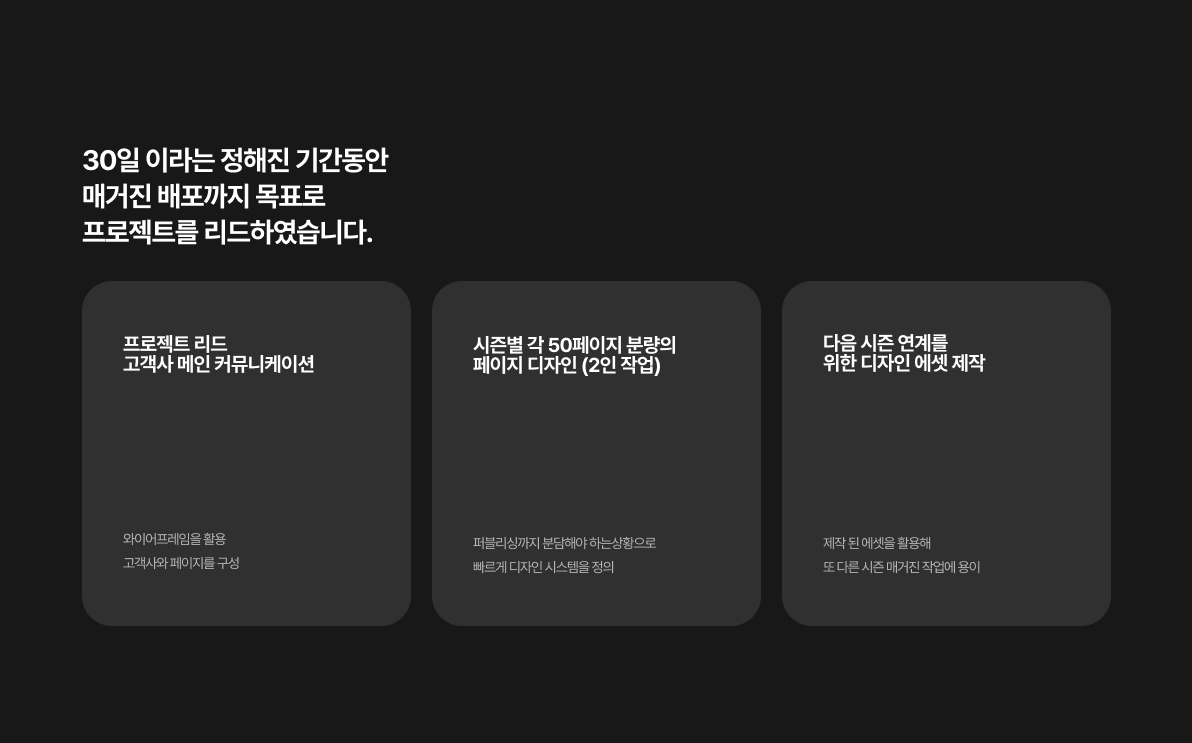 30일 이라는 정해진 기간동안
매거진 배포까지 목표로
프로젝트를 리드하였습니다.
프로젝트 리드
고객사 메인 커뮤니케이션
와이어프레임을 활용
고객사와 페이지를 구성
시즌별 각 50페이지 분량의
페이지 디자인 (2인 작업)
퍼블리싱까지 분담해야 하는상황으로
빠르게 디자인 시스템을 정의
다음 시즌 연계를
위한 디자인 에셋 제작
제작 된 에셋을 활용해
또 다른 시즌 매거진 작업에 용이